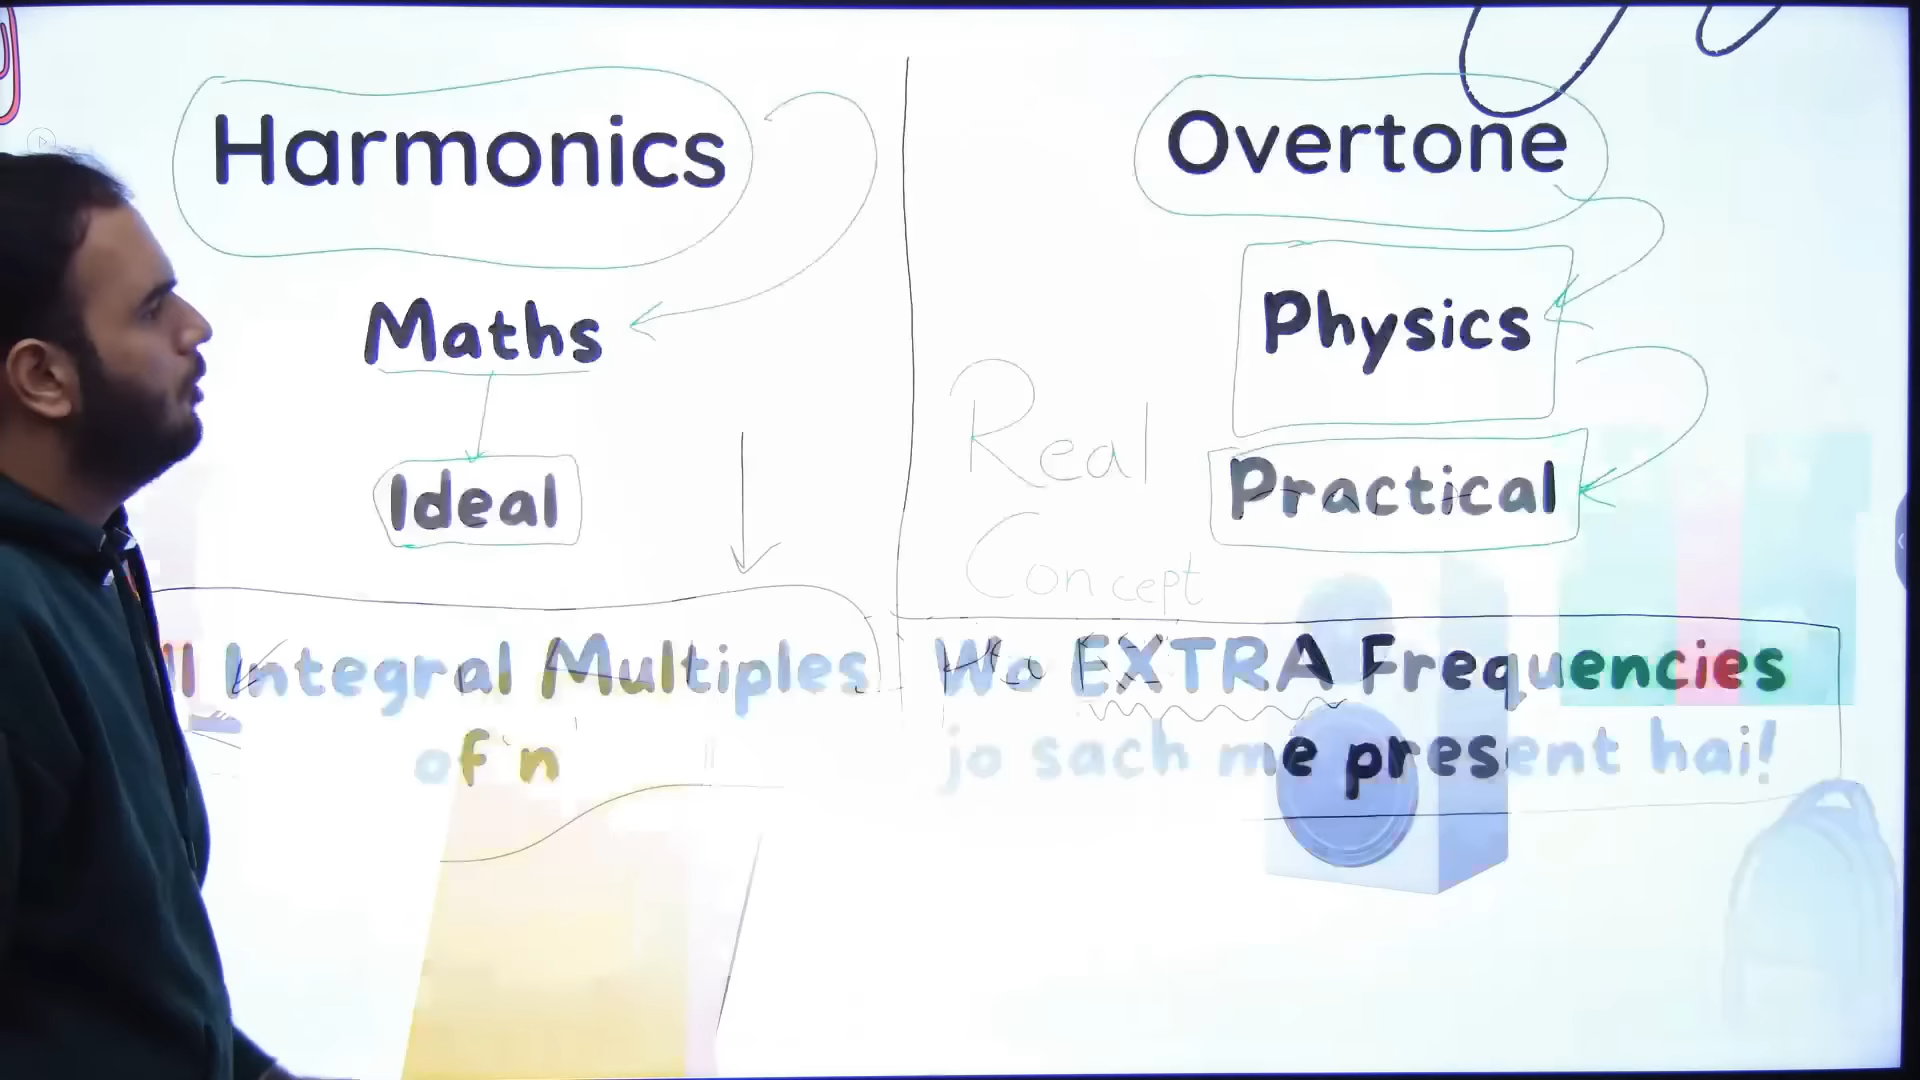 Harmonics
Maths
Ideal
ll Integral Multiples
of 'n'
Overtone
Physics
Real
Practical
Concept
Wo EXTRA Frequencies
jo sach me present hai!